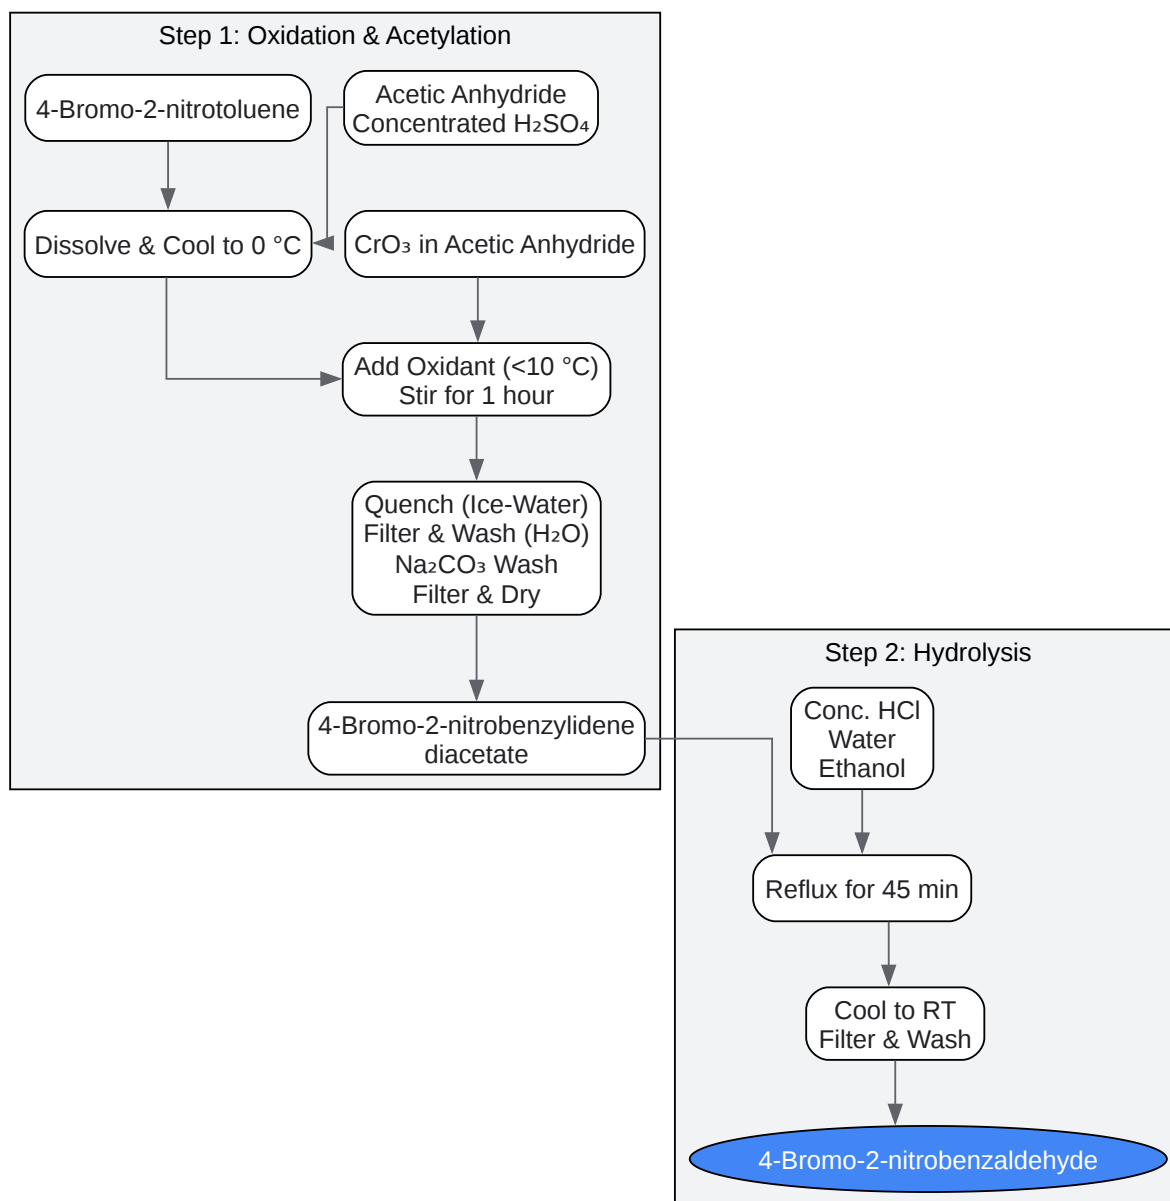 Step 1: Oxidation & Acetylation
4-Bromo-2-nitrotoluene
Acetic Anhydride
Concentrated H₂SO₄
Dissolve & Cool to 0 °C
CrO₃ in Acetic Anhydride
Add Oxidant (<10 °C)
Stir for 1 hour
Quench (Ice-Water)
Filter & Wash (H₂O)
Na₂CO₃ Wash
Filter & Dry
4-Bromo-2-nitrobenzylidene
diacetate
Step 2: Hydrolysis
Conc. HCl
Water
Ethanol
Reflux for 45 min
Cool to RT
Filter & Wash
4-Bromo-2-nitrobenzaldehyde